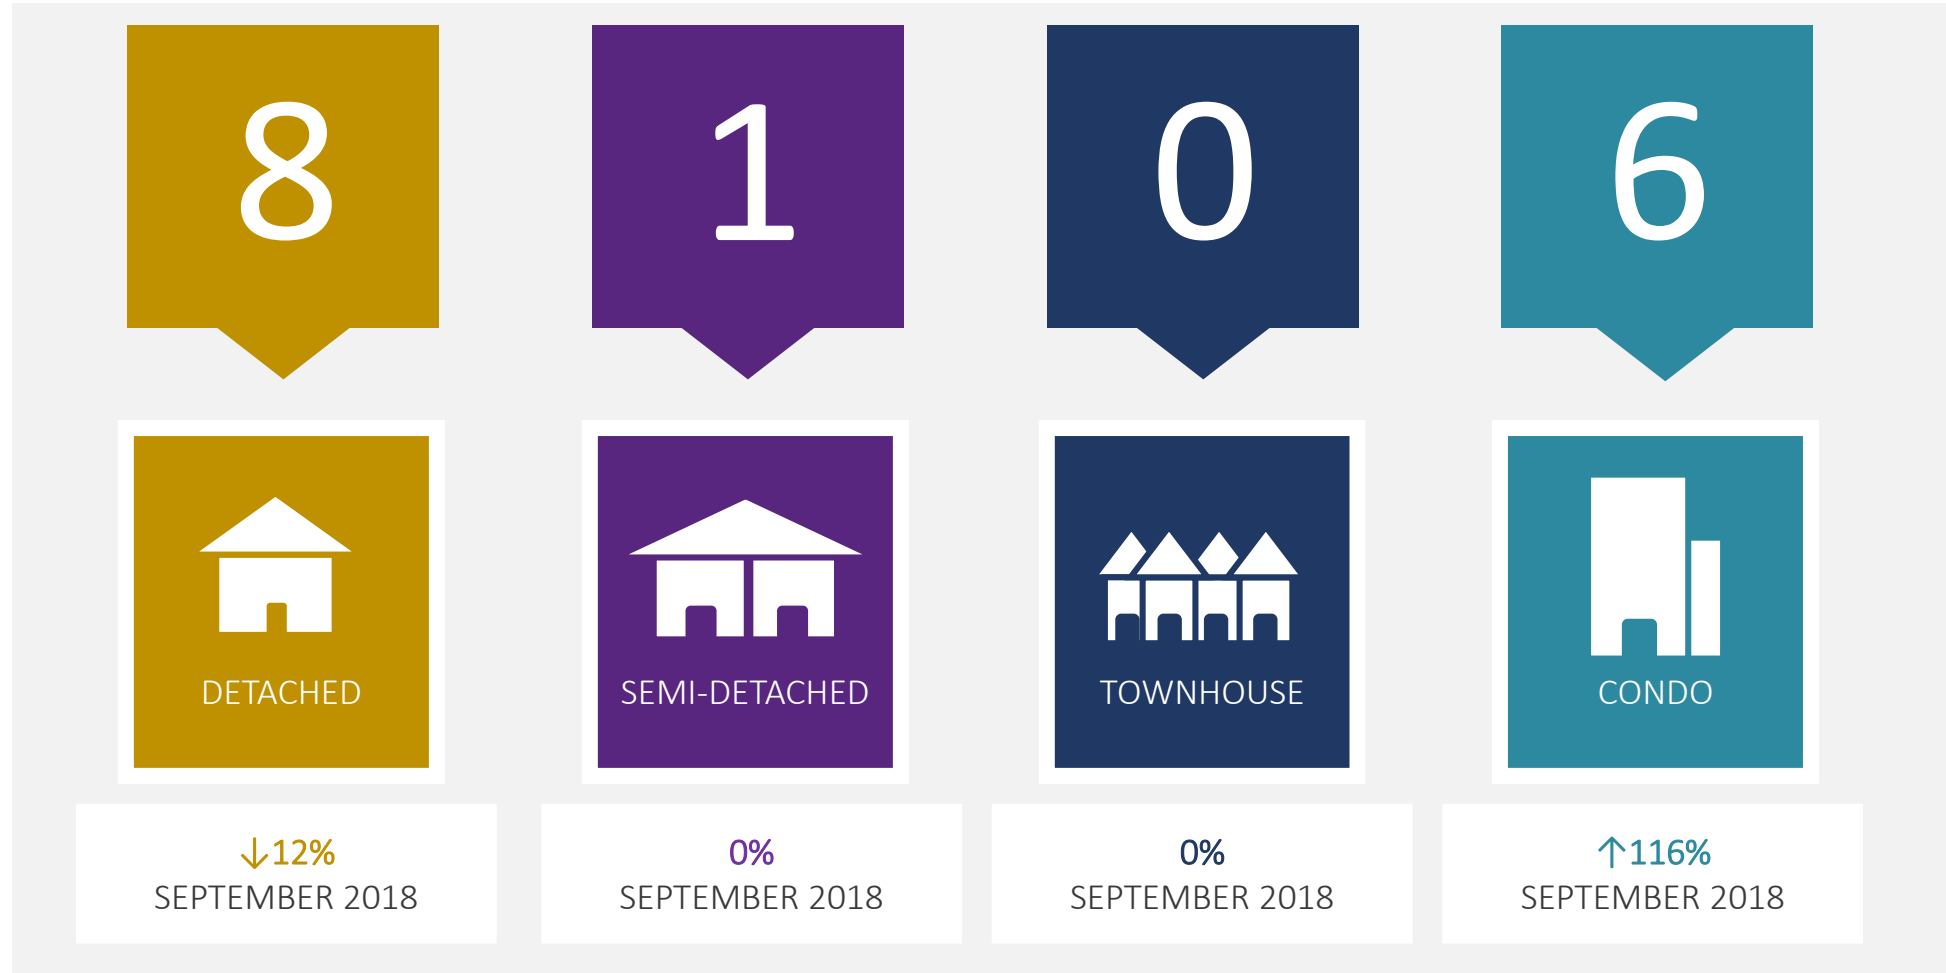 8
1
0
6
DETACHED
SEMI-DETACHED
TOWNHOUSE
CONDO
↓12%
SEPTEMBER 2018
0%
SEPTEMBER 2018
0%
SEPTEMBER 2018
↑116%
SEPTEMBER 2018